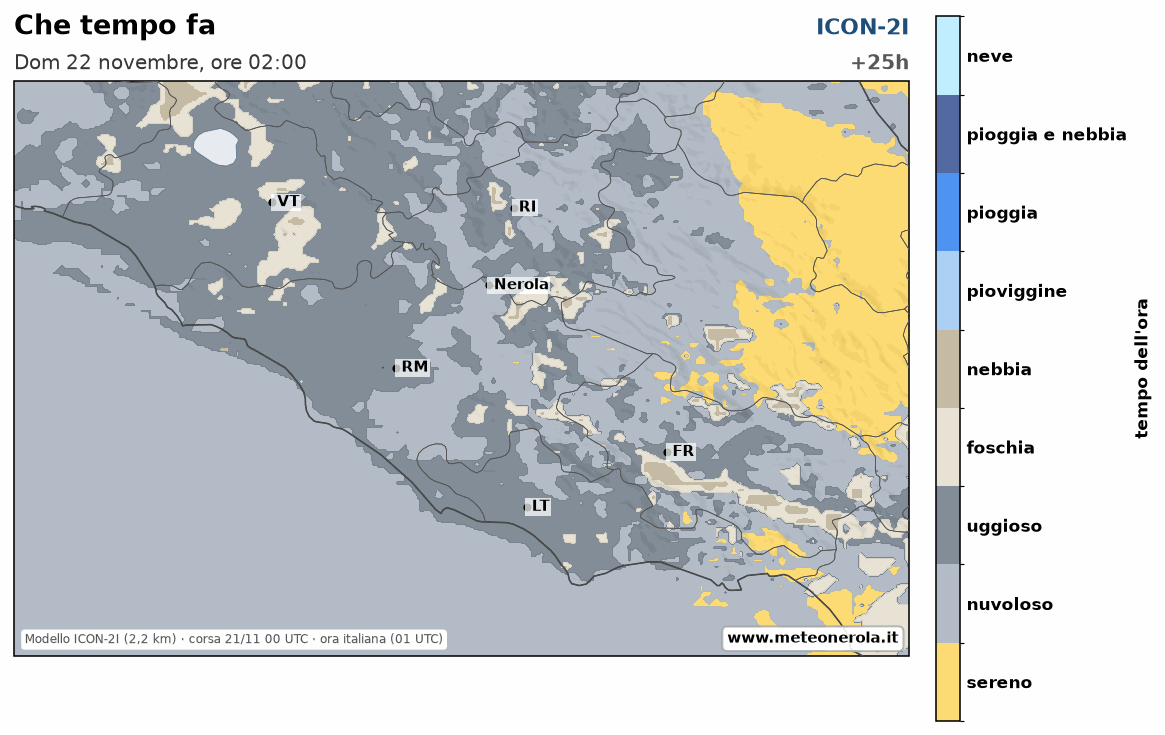 Che tempo fa
ICON-2I
Dom 22 novembre, ore 02:00
+25h
neve
pioggia e nebbia
pioggia
pioviggine
nebbia
foschia
uggioso
nuvoloso
sereno
tempo dell'ora
VT
RI
Nerola
RM
FR
LT
Modello ICON-2I (2,2 km) · corsa 21/11 00 UTC · ora italiana (01 UTC)
www.meteonerola.it